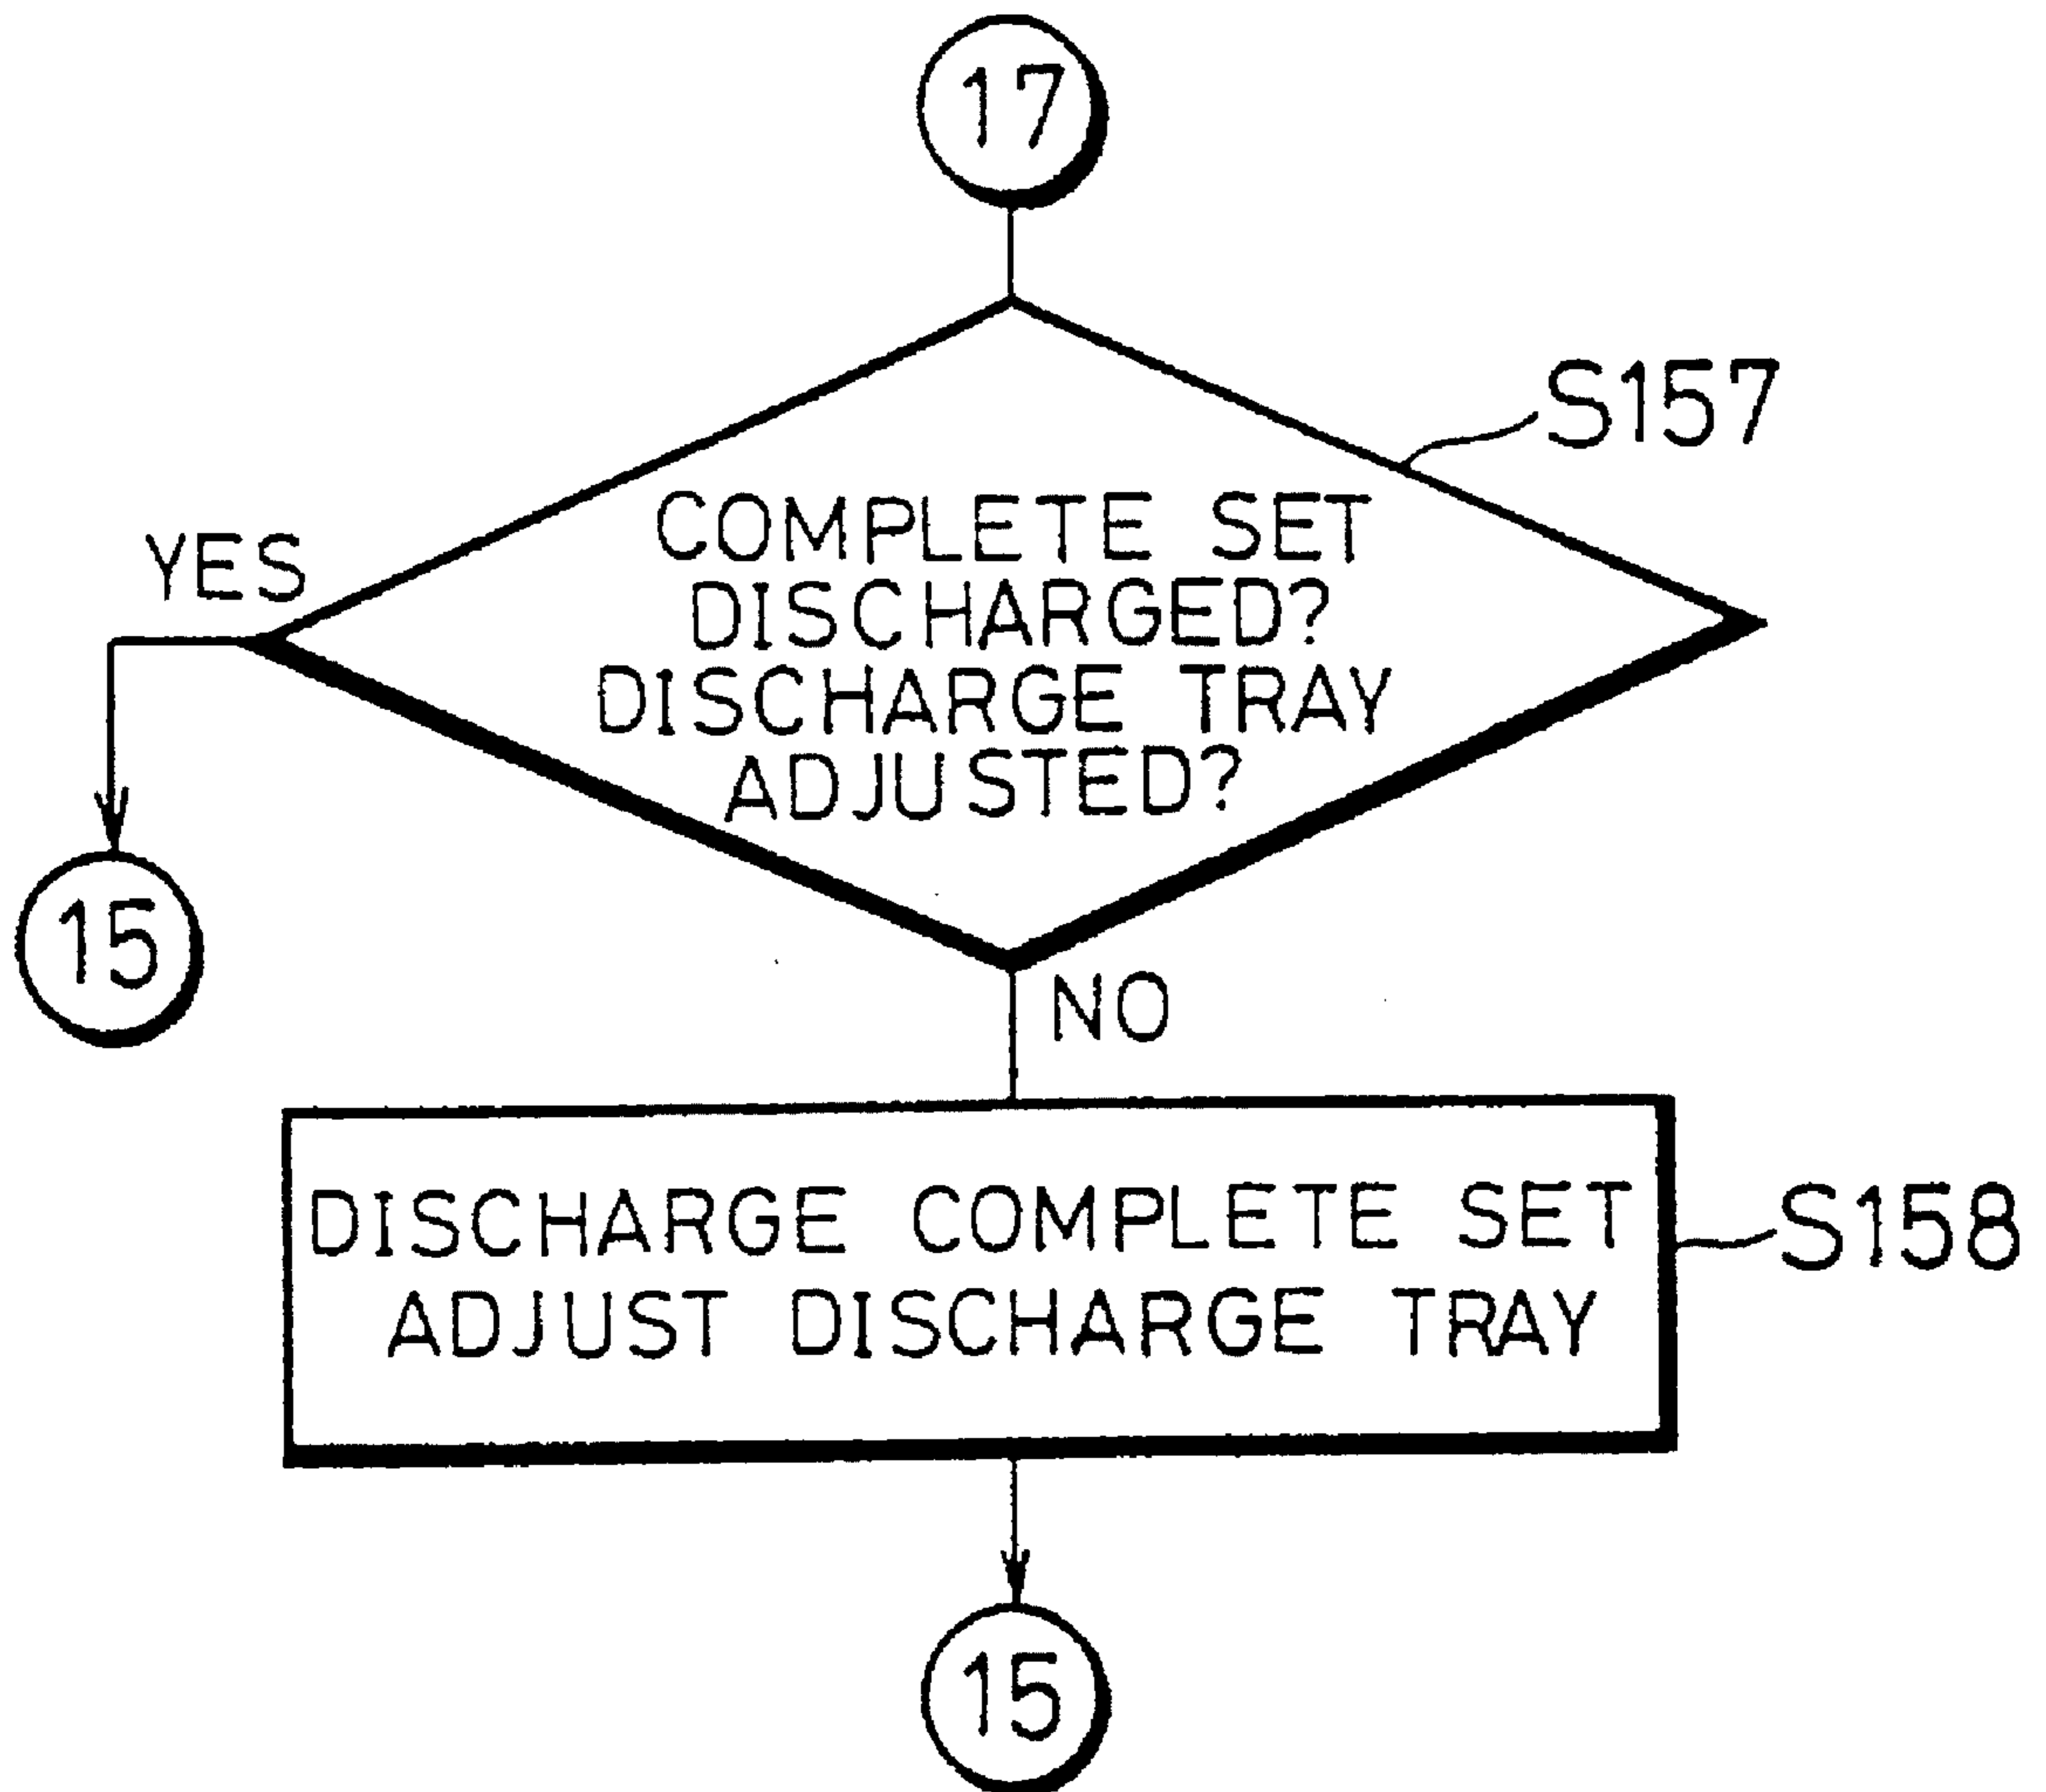 17
S157
COMPLETE SET
DISCHARGED?
DISCHARGE TRAY
ADJUSTED?
YES
15
NO
DISCHARGE COMPLETE SET
ADJUST DISCHARGE TRAY
S158
15